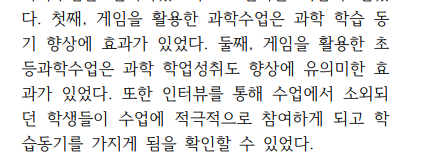 다. 첫째, 게임을 활용한 과학수업은 과학 학습 동
기 향상에 효과가 있었다. 둘째, 게임을 활용한 초
등과학수업은 과학 학업성취도 향상에 유의미한 효
과가 있었다. 또한 인터뷰를 통해 수업에서 소외되
던 학생들이 수업에 적극적으로 참여하게 되고 학
습동기를 가지게 됨을 확인할 수 있었다.